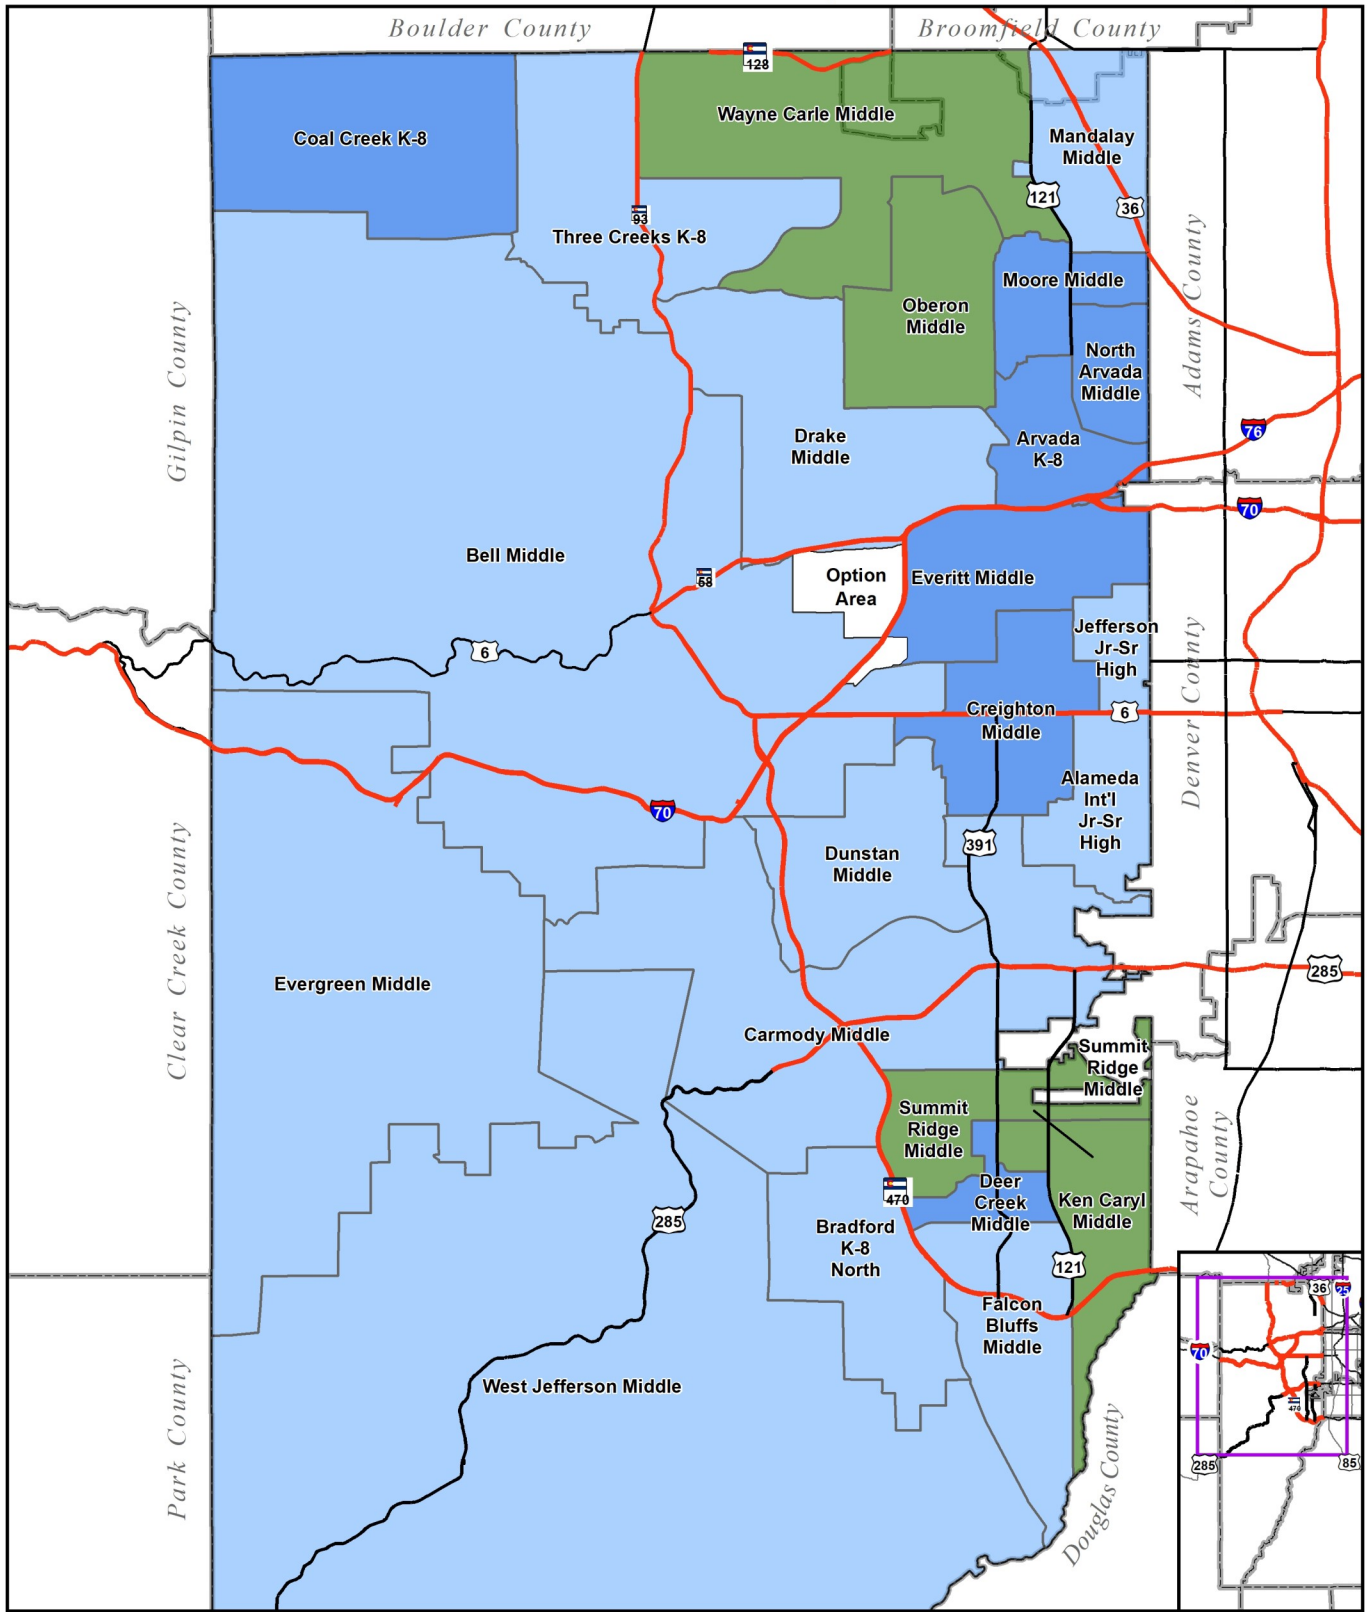 Boulder County
Broomfield County
128
Wayne Carle Middle
Coal Creek K-8
Mandalay
Middle
121
36
93
Three Creeks K-8
Adams County
Moore Middle
Oberon
Middle
Gilpin County
North
Arvada
Middle
76
Drake
Middle
Arvada
K-8
70
Bell Middle
58
Option
Area
Everitt Middle
Jefferson
Jr-Sr
High
6
Denver County
Creighton
Middle
6
Alameda
Int'l
Jr-Sr
High
70
391
Dunstan
Middle
Clear Creek County
285
Evergreen Middle
Carmody Middle
Summit
Ridge
Middle
Summit
Ridge
Middle
Arapahoe
County
470
Deer
Creek
Middle
Ken Caryl
Middle
285
Bradford
K-8
North
121
Falcon
Bluffs
Middle
36
25
70
470
285
85
West Jefferson Middle
Park County
Douglas County